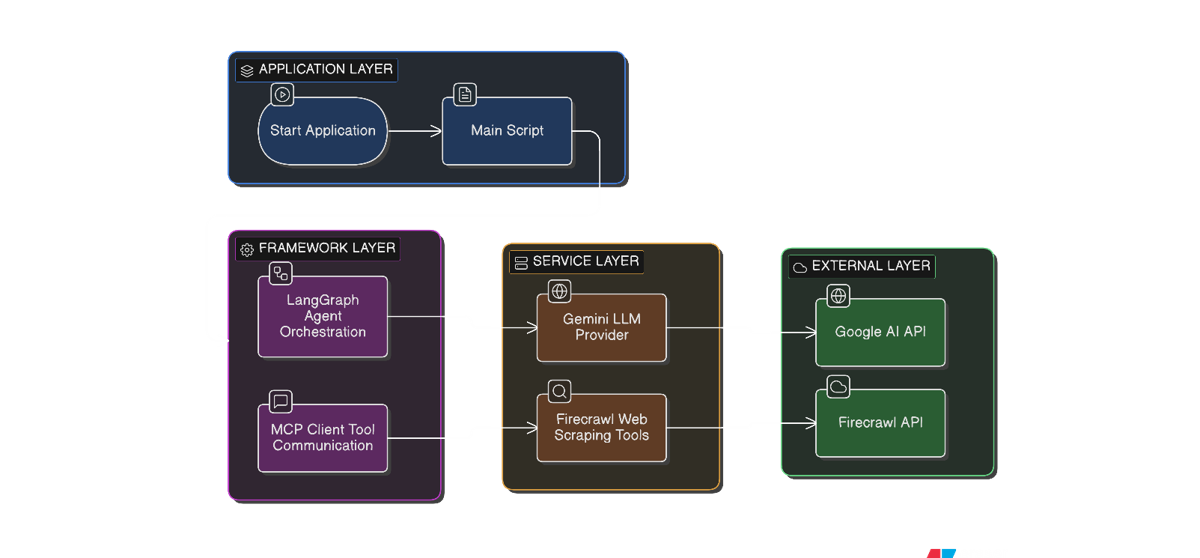 APPLICATION LAYER
Start Application
Main Script
FRAMEWORK LAYER
LangGraph
Agent
Orchestration
MCP Client Tool
Communication
SERVICE LAYER
Gemini LLM
Provider
Firecrawl Web
Scraping Tools
EXTERNAL LAYER
Google AI API
Firecrawl API